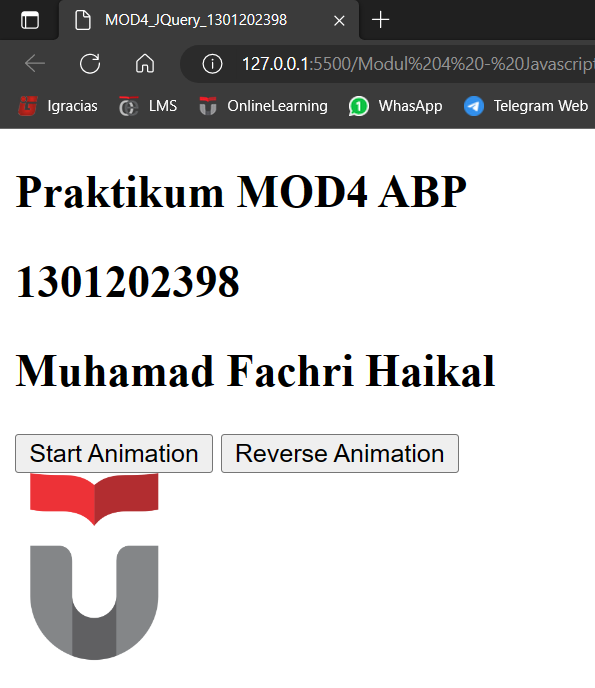 MOD4_JQuery_1301202398
127.0.0.1:5500/Modul%204%20-%20Javascript
Igracias LMS OnlineLearning WhasApp Telegram Web
Praktikum MOD4 ABP
1301202398
Muhamad Fachri Haikal
Start Animation Reverse Animation